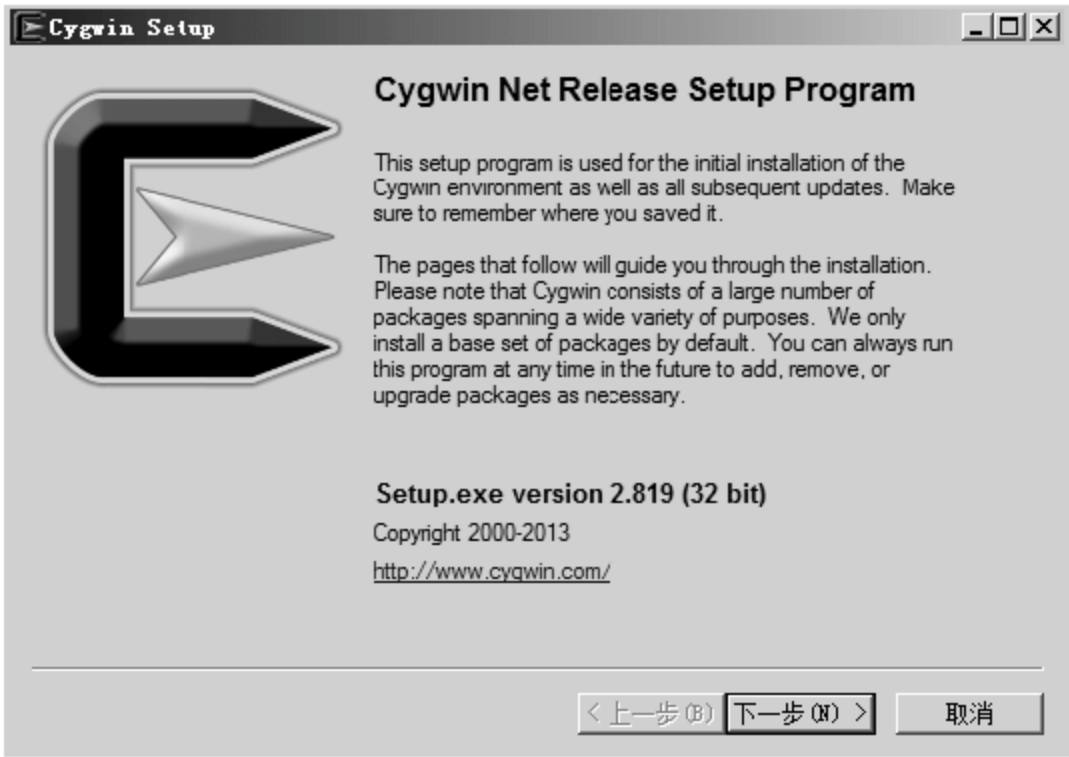 Cygwin Setup
Cygwin Net Release Setup Program
This setup program is used for the initial installation of the
Cygwin environment as well as all subsequent updates.  Make
sure to remember where you saved it.
The pages that follow will guide you through the installation.
Please note that Cygwin consists of a large number of
packages spanning a wide variety of purposes.  We only
install a base set of packages by default.  You can always run
this program at any time in the future to add, remove, or
upgrade packages as necessary.
Setup.exe version 2.819 (32 bit)
Copyright 2000-2013
http://www.cygwin.com/
< 上一步(B) 下一步(N) > 取消